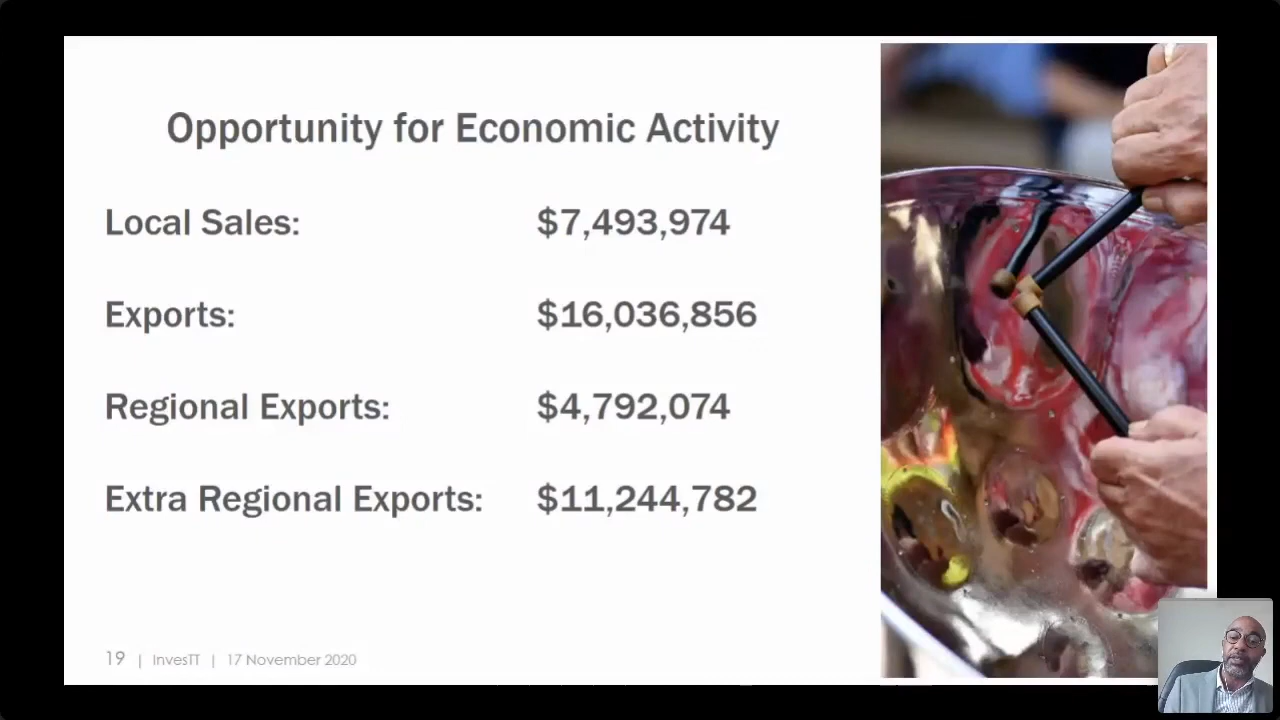 Opportunity for Economic Activity
Local Sales: $7,493,974
Exports: $16,036,856
Regional Exports: $4,792,074
Extra Regional Exports: $11,244,782
19 | InvesTT | 17 November 2020